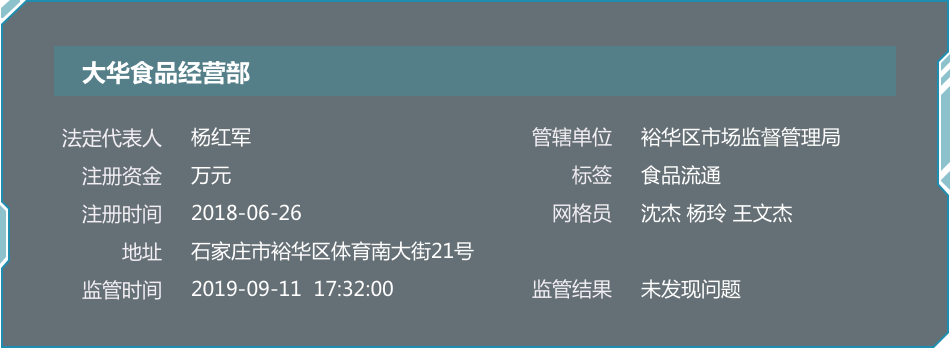 大华食品经营部
法定代表人 杨红军 管辖单位 裕华区市场监督管理局
注册资金 万元 标签 食品流通
注册时间 2018-06-26 网格员 沈杰 杨玲 王文杰
地址 石家庄市裕华区体育南大街21号
监管时间 2019-09-11 17:32:00 监管结果 未发现问题